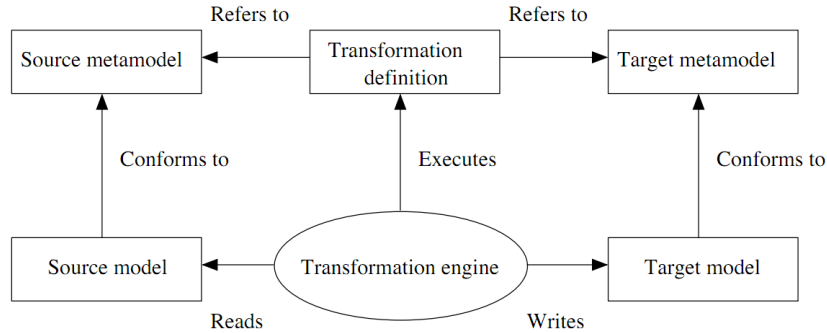 Refers to
Refers to
Source metamodel
Transformation
definition
Target metamodel
Conforms to
Executes
Conforms to
Source model
Transformation engine
Target model
Reads
Writes